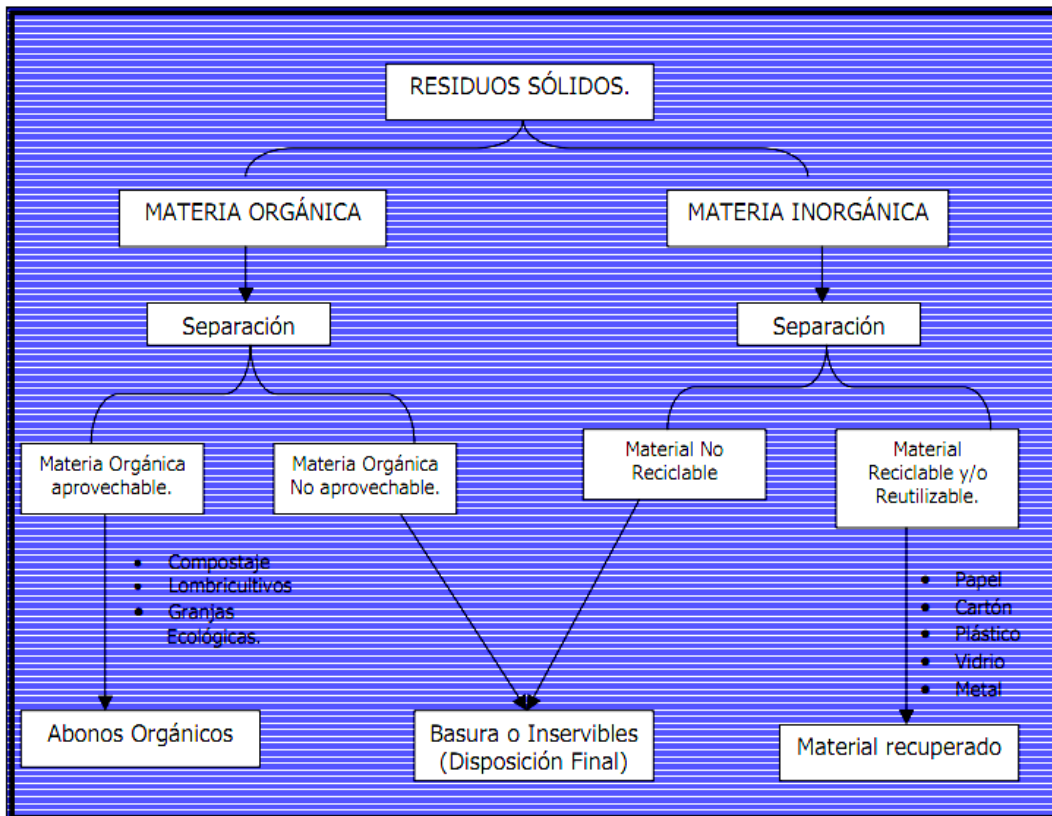 RESIDUOS SÓLIDOS.
MATERIA ORGÁNICA
MATERIA INORGÁNICA
Separación
Separación
Materia Orgánica
aprovechable.
Materia Orgánica
No aprovechable.
Material No
Reciclable
Material
Reciclable y/o
Reutilizable.
• Compostaje
• Lombricultivos
• Granjas
Ecológicas.
• Papel
• Cartón
• Plástico
• Vidrio
• Metal
Abonos Orgánicos
Basura o Inservibles
(Disposición Final)
Material recuperado